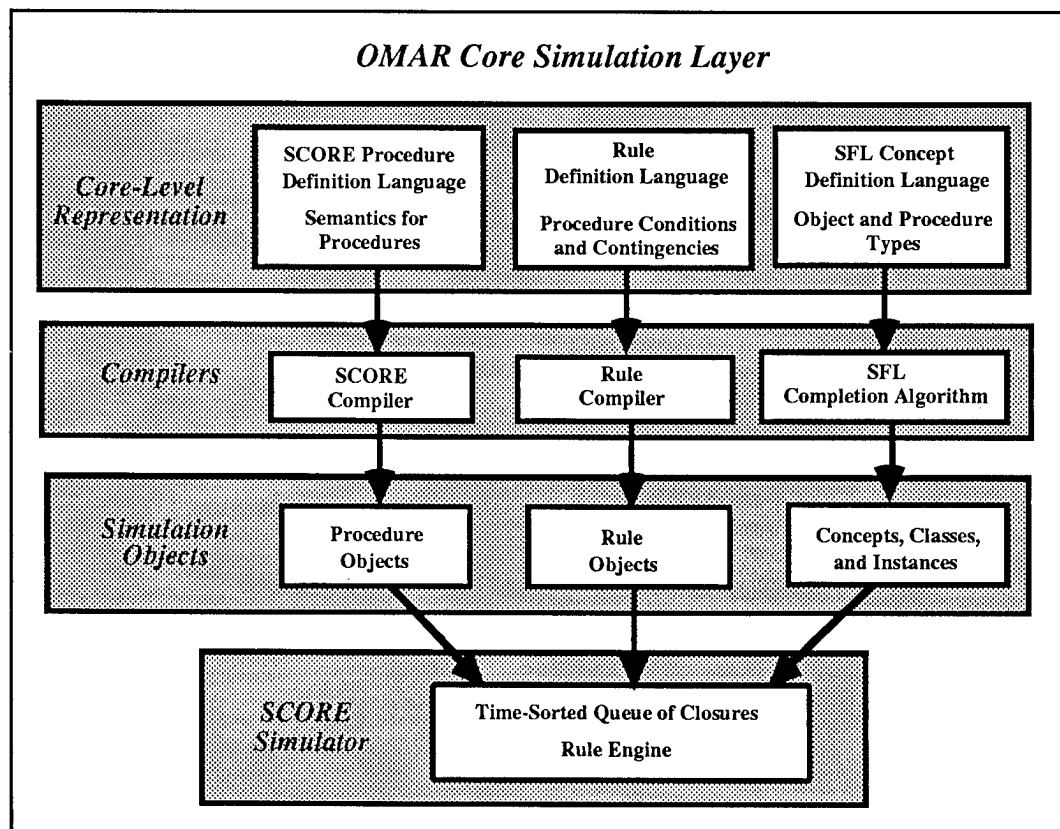 OMAR Core Simulation Layer
Core-Level
Representation
SCORE Procedure
Definition Language
Semantics for
Procedures
Rule
Definition Language
Procedure Conditions
and Contingencies
SFL Concept
Definition Language
Object and Procedure
Types
Compilers
SCORE
Compiler
Rule
Compiler
SFL
Completion Algorithm
Simulation
Objects
Procedure
Objects
Rule
Objects
Concepts, Classes,
and Instances
SCORE
Simulator
Time-Sorted Queue of Closures
Rule Engine